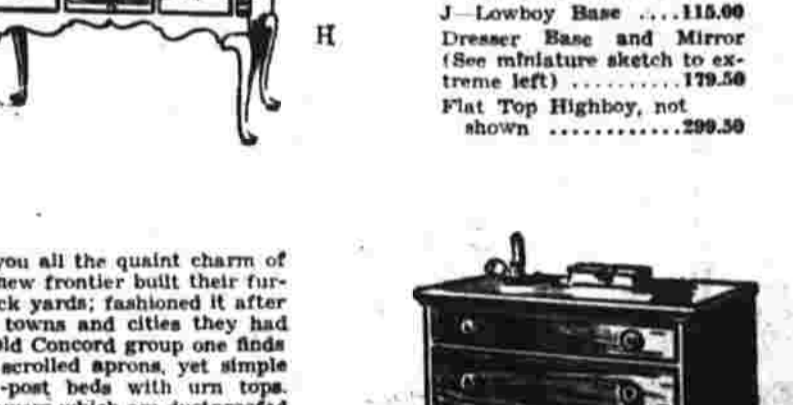 H
J—Lowboy Base ....115.00
Dresser Base and Mirror
(See miniature sketch to ex-
treme left) ..........179.50
Flat Top Highboy, not
shown ............299.50
you all the quaint charm of
new frontier built their fur-
ck yards; fashioned it after
towns and cities they had
ld Concord group one finds
scrolled aprons, yet simple
-post beds with urn tops.